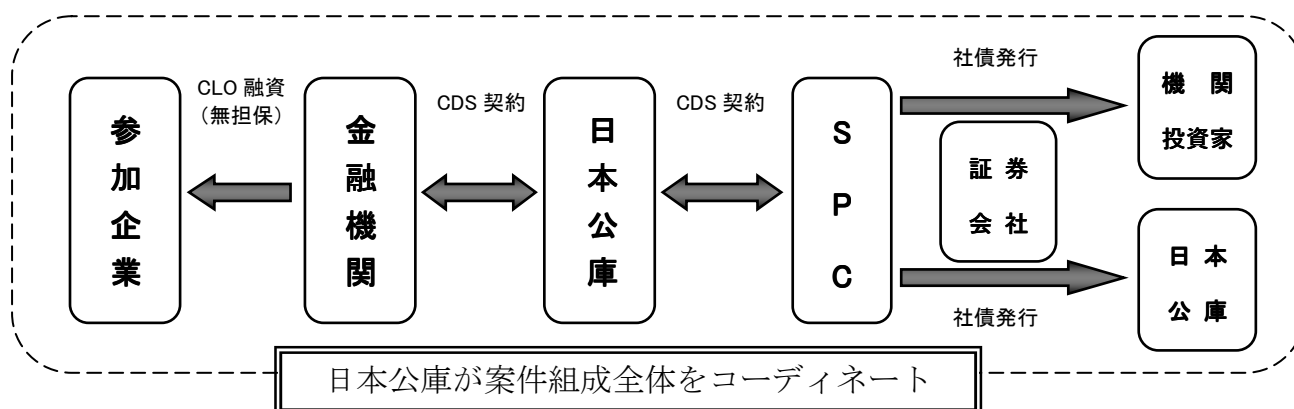 CLO 融資
（無担保）
CDS 契約
CDS 契約
社債発行
参加企業
金融機関
日本公庫
SPC
証券
会社
機関
投資家
日本
公庫
社債発行
日本公庫が案件組成全体をコーディネート